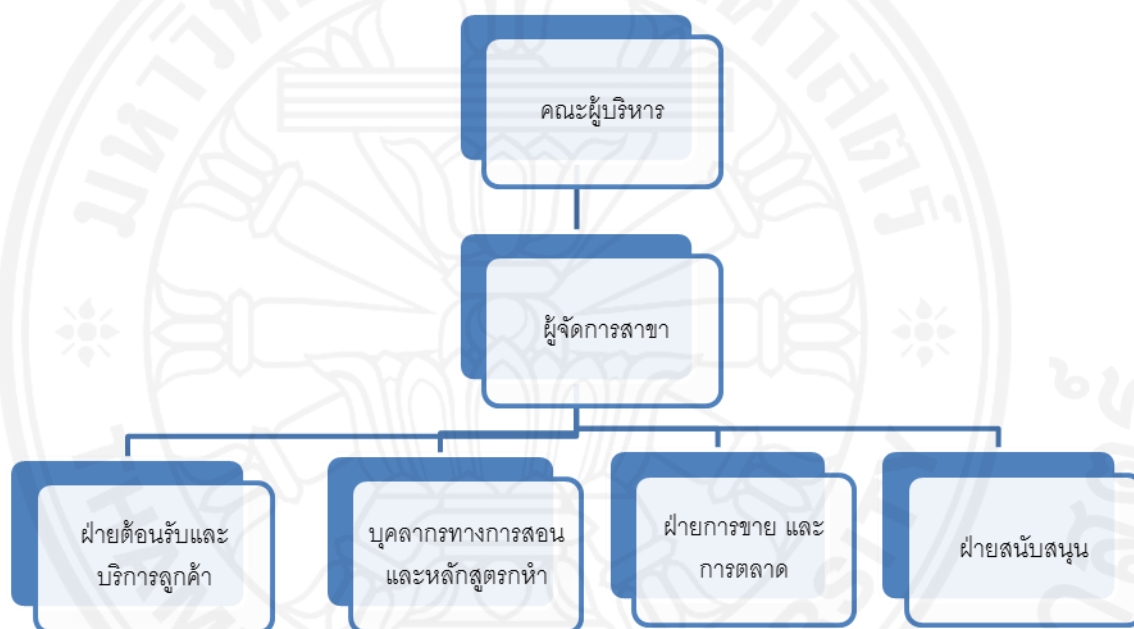 คณะผู้บริหาร
ผู้จัดการสาขา
ฝ่ายต้อนรับและ
บริการลูกค้า
บุคลากรทางการสอน
และหลักสูตรกหำ
ฝ่ายการขาย และ
การตลาด
ฝ่ายสนับสนุน